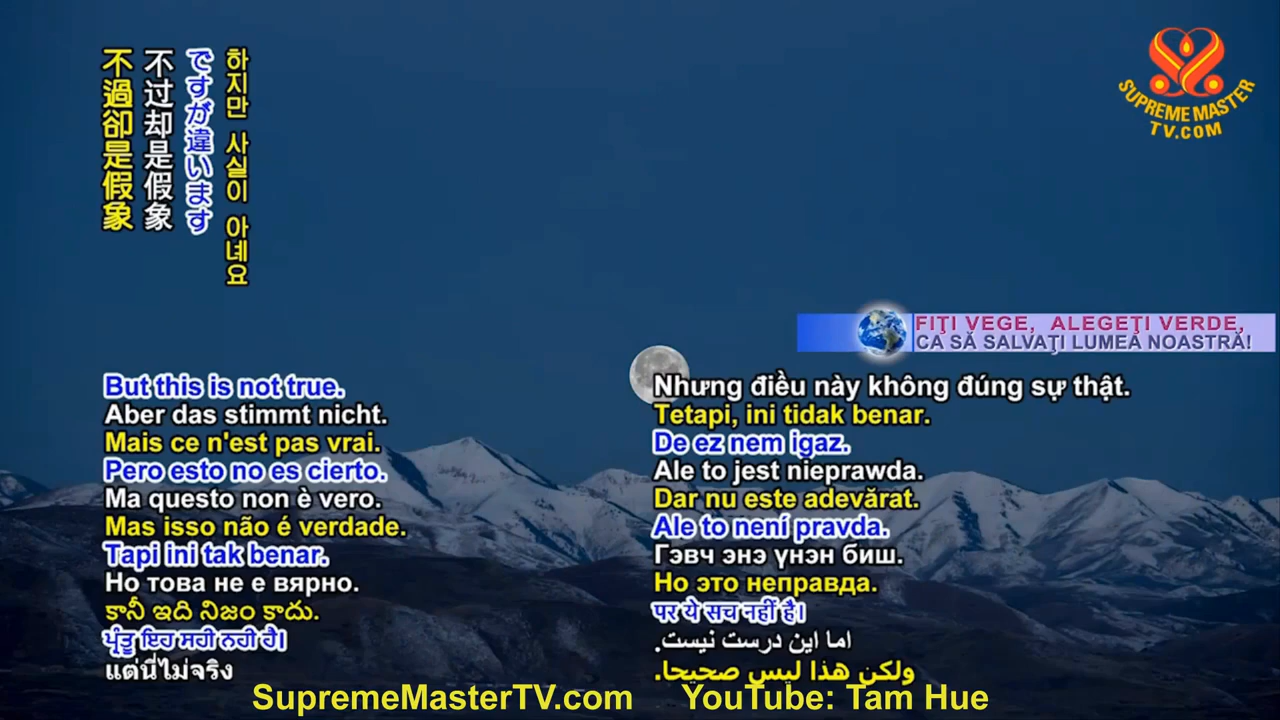 하지만 사실이 아녜요
ですが違います
不过却是假象
不過卻是假象
SUPREME MASTER
TV.COM
FIŢI VEGE, ALEGEŢI VERDE,
CA SĂ SALVAŢI LUMEA NOASTRĂ!
But this is not true.
Aber das stimmt nicht.
Mais ce n'est pas vrai.
Pero esto no es cierto.
Ma questo non è vero.
Mas isso não é verdade.
Tapi ini tak benar.
Но това не е вярно.
కానీ ఇది నిజం కాదు.
ਪ੍ਰੰਤੂ ਇਹ ਸਹੀ ਨਹੀ ਹੈ।
แต่นี่ไม่จริง
Nhưng điều này không đúng sự thật.
Tetapi, ini tidak benar.
De ez nem igaz.
Ale to jest nieprawda.
Dar nu este adevărat.
Ale to není pravda.
Гэвч энэ үнэн биш.
Но это неправда.
पर ये सच नहीं है।
اما این درست نیست.
ولكن هذا ليس صحيحا.
SupremeMasterTV.com YouTube: Tam Hue